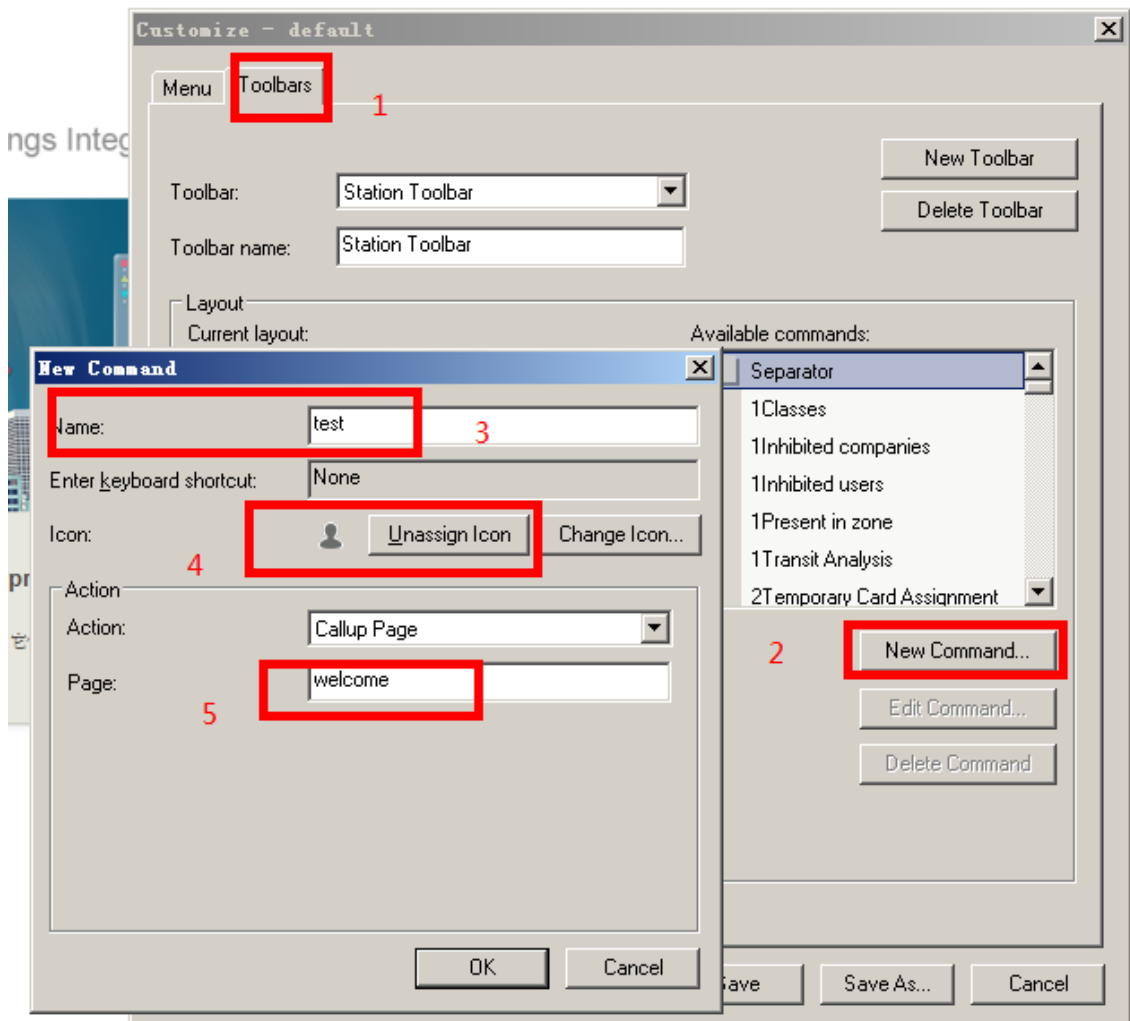 Customize - default
Menu
Toolbars
1
ngs Integ
New Toolbar
Toolbar:
Station Toolbar
Delete Toolbar
Toolbar name:
Station Toolbar
Layout
Current layout:
Available commands:
New Command
Separator
1Classes
Name:
test
3
1Inhibited companies
Enter keyboard shortcut:
None
1Inhibited users
Icon:
Unassign Icon
Change Icon...
1Present in zone
4
1Transit Analysis
pr
Action
2Temporary Card Assignment
Action:
Callup Page
它
2
New Command...
Page:
welcome
5
Edit Command...
Delete Command
OK
Cancel
Save
Save As...
Cancel